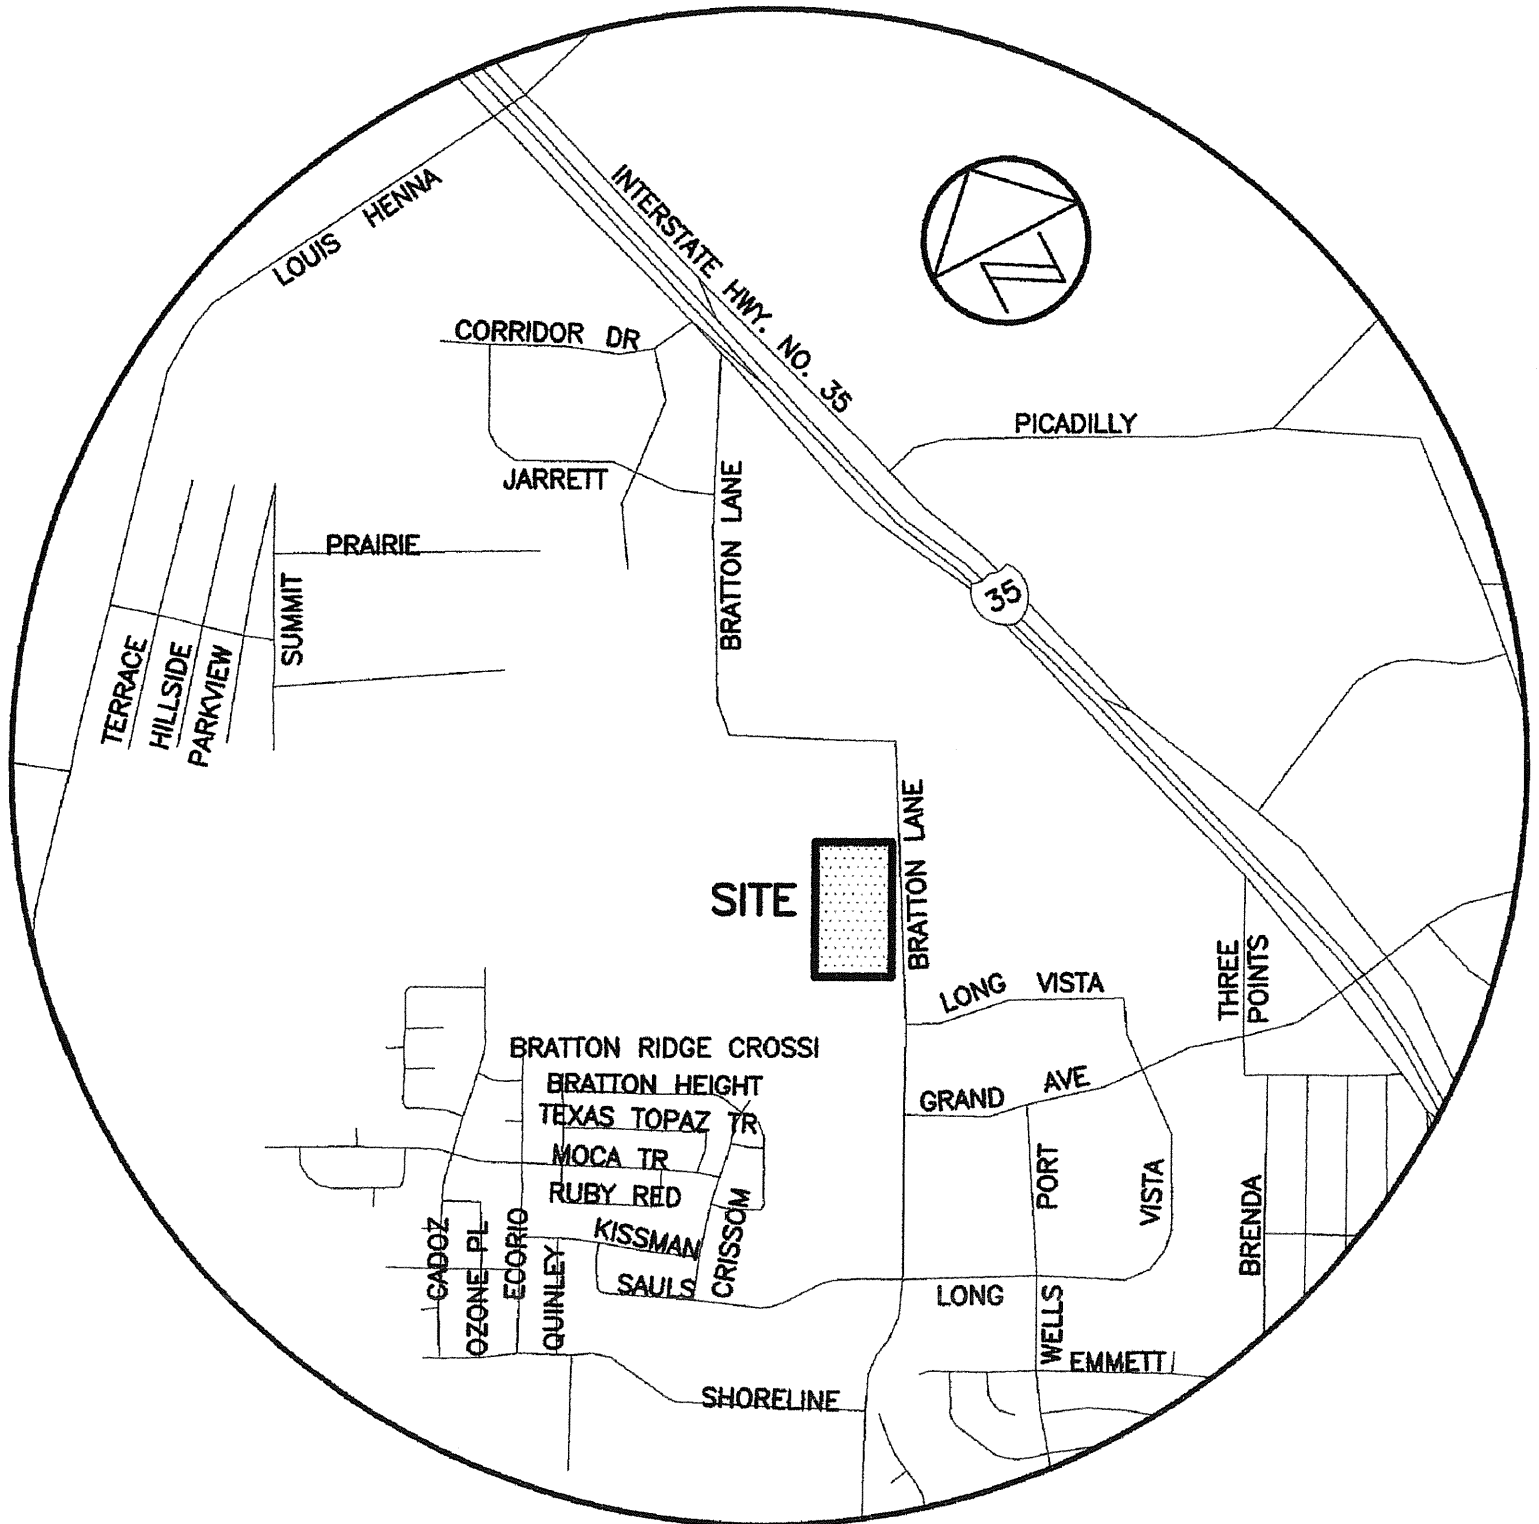 LOUIS HENNA
INTERSTATE HWY. NO. 35
N
CORRIDOR DR
PICADILLY
JARRETT
BRATTON LANE
PRAIRIE
SUMMIT
35
TERRACE
HILLSIDE
PARKVIEW
BRATTON LANE
SITE
THREE
POINTS
LONG VISTA
BRATTON RIDGE CROSSI
BRATTON HEIGHT
GRAND AVE
TEXAS TOPAZ TR
MOCA TR
RUBY RED
PORT
VISTA
BRENDA
KISSMAN
CRISSOM
SAULS
CADOZ
OZONE PL
ECORIO
QUINLEY
LONG
WELLS
EMMETT
SHORELINE